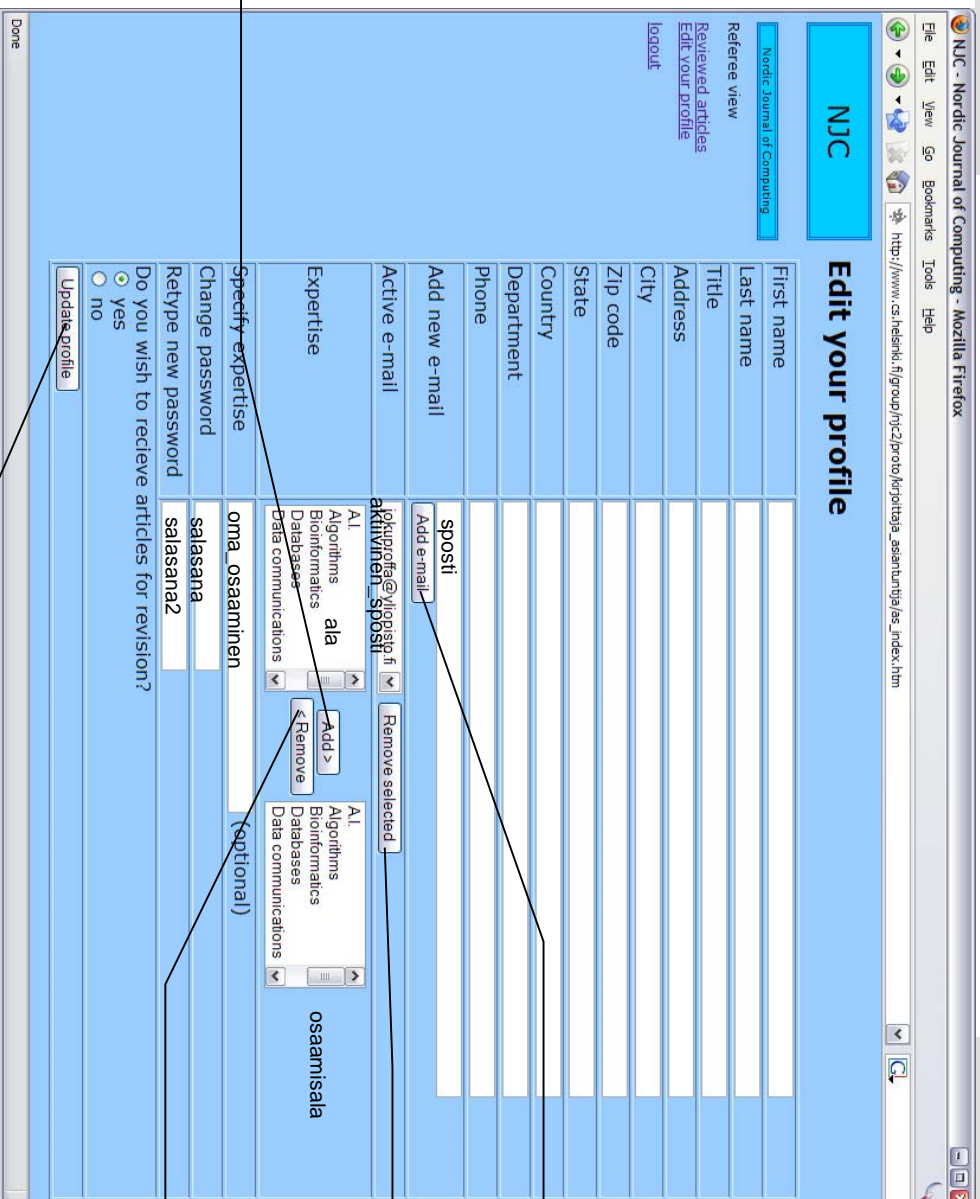 NJC - Nordic Journal of Computing - Mozilla Firefox
File Edit View Go Bookmarks Tools Help
http://www.cs.helsinki.fi/group/njc2/proto/kirjoittaja_asiantuntija/as_index.htm
G
NJC
Nordic Journal of Computing
Referee view
Reviewed articles
Edit your profile
logout
Edit your profile
First name
Last name
Title
Address
City
Zip code
State
Country
Department
Phone
Add new e-mail
sposti
Add e-mail
Active e-mail
jokuproffa@yliopisto.fi
aktiivinen_sposti
Remove selected
Expertise
A.I.
Algorithms
Bioinformatics
Databases
Data communications
ala
Add >
< Remove
A.I.
Algorithms
Bioinformatics
Databases
Data communications
osaamisala
Specify expertise
oma_osaaminen
(optional)
Change password
salasana
Retype new password
salasana2
Do you wish to recieve articles for revision?
yes
no
Update profile
Done